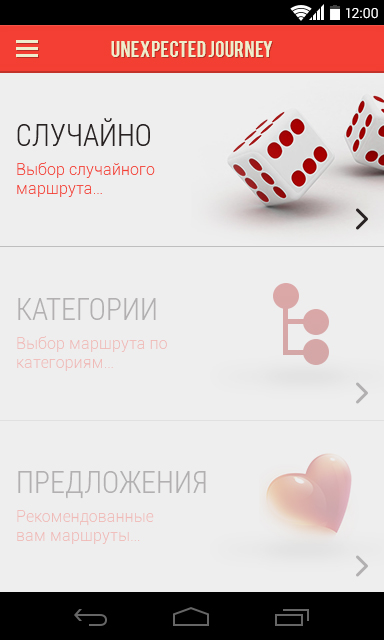 12:00
UNEXPECTED JOURNEY
СЛУЧАЙНО
Выбор случайного
маршрута...
КАТЕГОРИИ
Выбор маршрута по
категориям...
ПРЕДЛОЖЕНИЯ
Рекомендованные
вам маршруты...